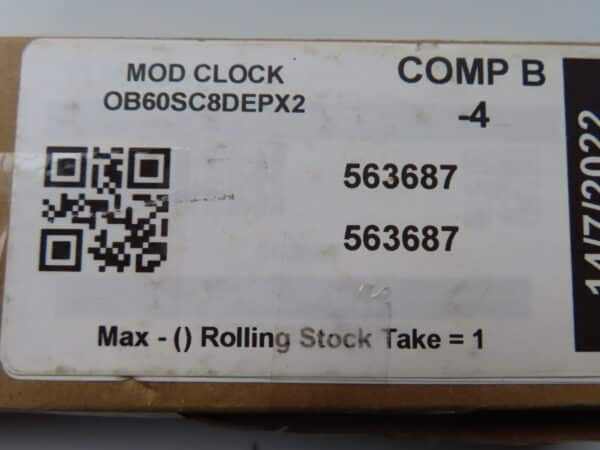 MOD CLOCK
OB60SC8DEPX2
COMP B
-4
563687
563687
Max - () Rolling Stock Take = 1
14/7/2022